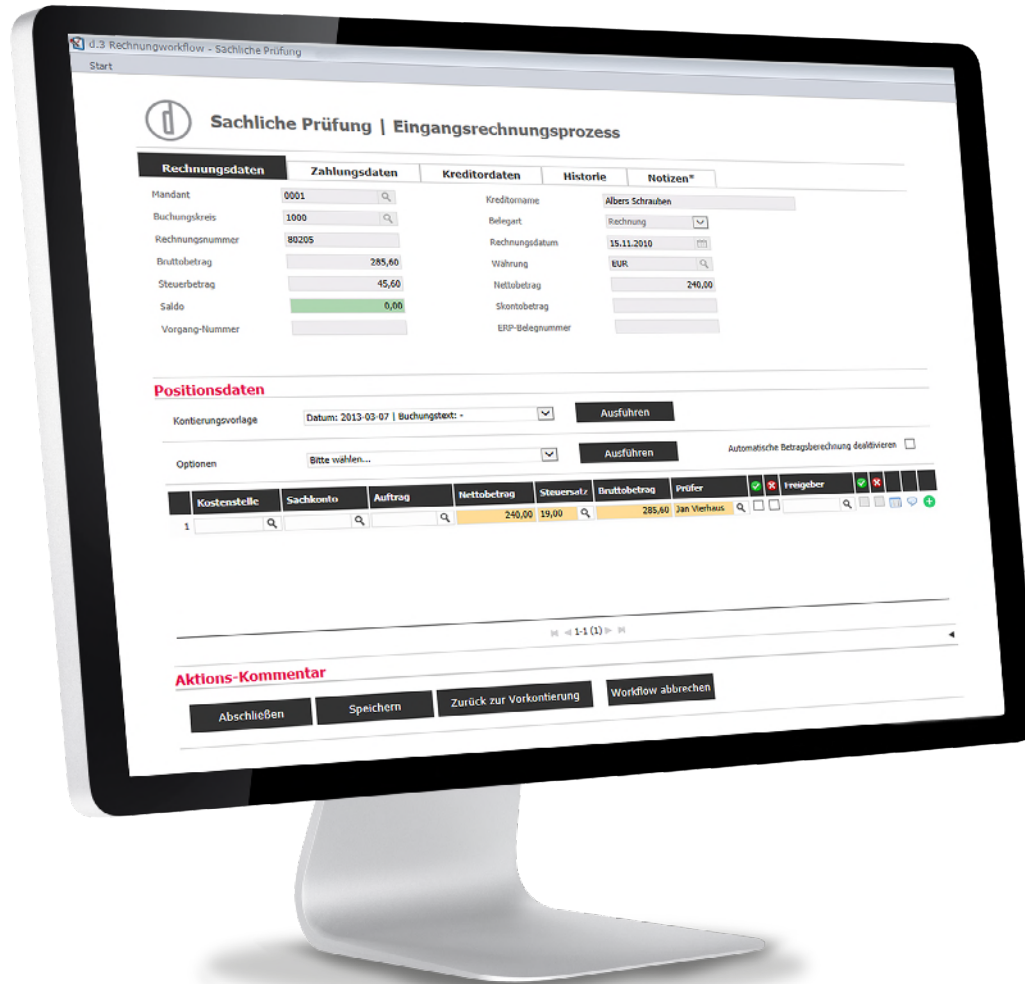 d.3 Rechnungworkflow - Sachliche Prüfung
Start
Sachliche Prüfung | Eingangsrechnungsprozess
Rechnungsdaten Zahlungsdaten Kreditordaten Historie Notizen*
Mandant 0001 Kreditorname Albers Schrauben
Buchungskreis 1000 Belegart Rechnung
Rechnungsnummer 80205 Rechnungsdatum 15.11.2010
Bruttobetrag 285,60 Währung EUR
Steuerbetrag 45,60 Nettobetrag 240,00
Saldo 0,00 Skontobetrag
Vorgang-Nummer ERP-Belegnummer
Positionsdaten
Kontierungsvorlage Datum: 2013-03-07 | Buchungstext: - Ausführen
Optionen Bitte wählen... Ausführen Automatische Betragsberechnung deaktivieren
Kostenstelle Sachkonto Auftrag Nettobetrag Steuersatz Bruttobetrag Prüfer Freigeber
1 240,00 19,00 285,60 Jan Vierhaus
1-1 (1)
Aktions-Kommentar
Abschließen Speichern Zurück zur Vorkontierung Workflow abbrechen